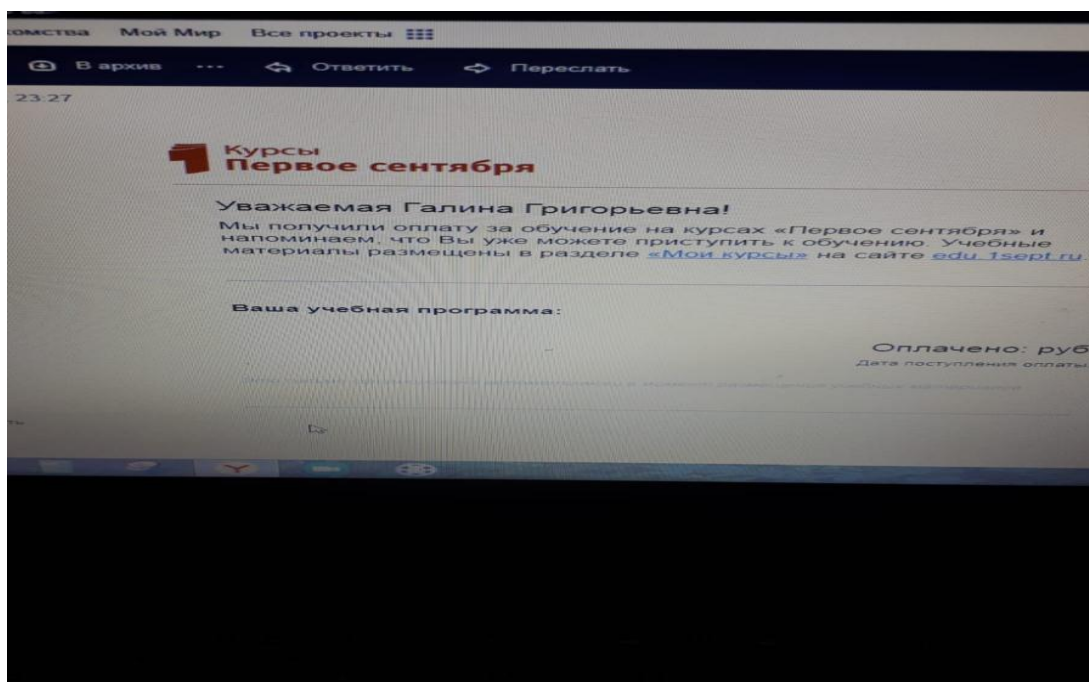 комства Мой Мир Все проекты
В архив ... Ответить Переслать
23:27
Курсы
Первое сентября
Уважаемая Галина Григорьевна!
Мы получили оплату за обучение на курсах «Первое сентября» и
напоминаем, что Вы уже можете приступить к обучению. Учебные
материалы размещены в разделе «Мои курсы» на сайте edu.1sept.ru.
Ваша учебная программа:
Оплачено: руб
Дата поступления оплаты: